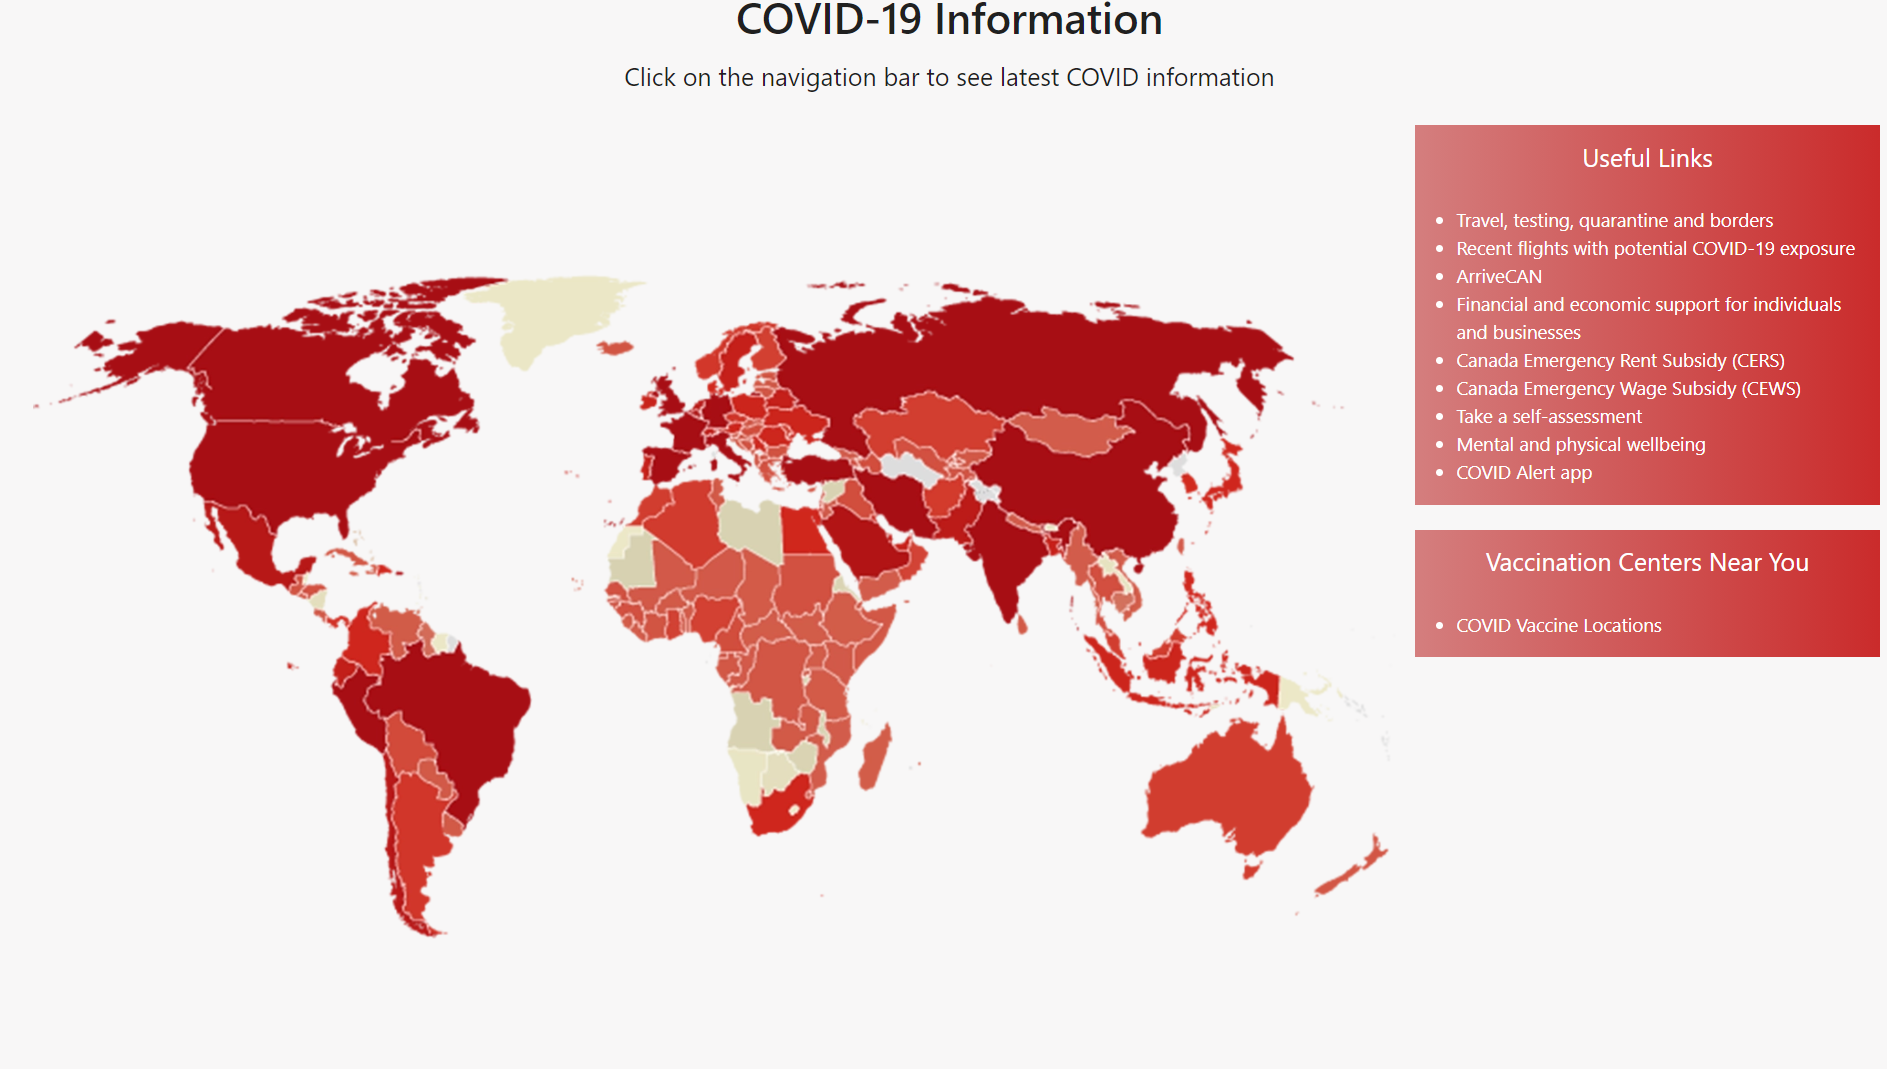 COVID-19 Information
Click on the navigation bar to see latest COVID information
Useful Links
Travel, testing, quarantine and borders
Recent flights with potential COVID-19 exposure
ArriveCAN
Financial and economic support for individuals
and businesses
Canada Emergency Rent Subsidy (CERS)
Canada Emergency Wage Subsidy (CEWS)
Take a self-assessment
Mental and physical wellbeing
COVID Alert app
Vaccination Centers Near You
COVID Vaccine Locations